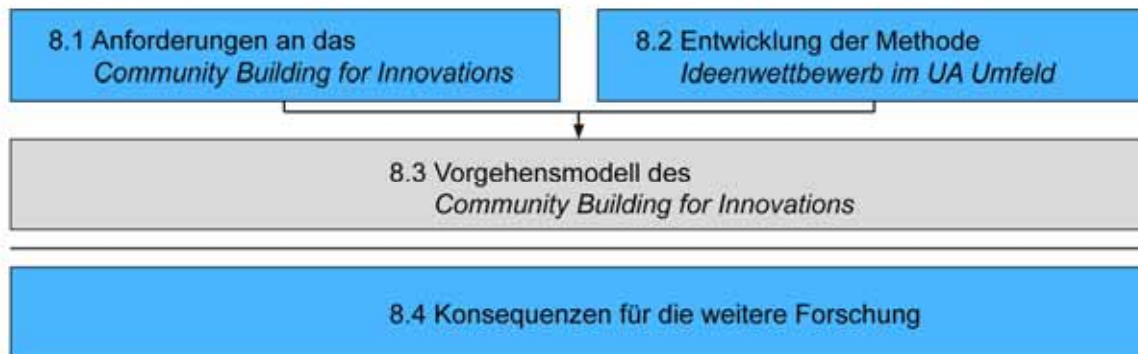 8.1 Anforderungen an das
Community Building for Innovations
8.2 Entwicklung der Methode
Ideenwettbewerb im UA Umfeld
8.3 Vorgehensmodell des
Community Building for Innovations
8.4 Konsequenzen für die weitere Forschung